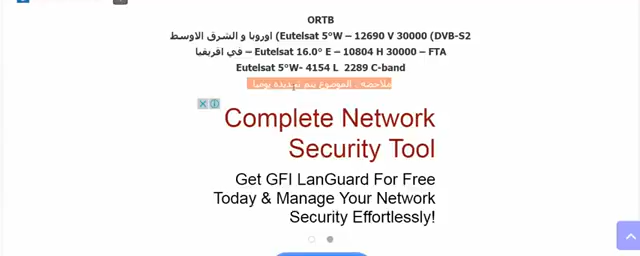 ORTB
Eutelsat 5°W – 12690 V 30000 (DVB-S2) اوروبا و الشرق الاوسط
Eutelsat 16.0° E – 10804 H 30000 – FTA – في افريقيا
Eutelsat 5°W- 4154 L 2289 C-band
ملاحضه : الموضوع يتم تجديده يوميا
Complete Network
Security Tool
Get GFI LanGuard For Free
Today & Manage Your Network
Security Effortlessly!